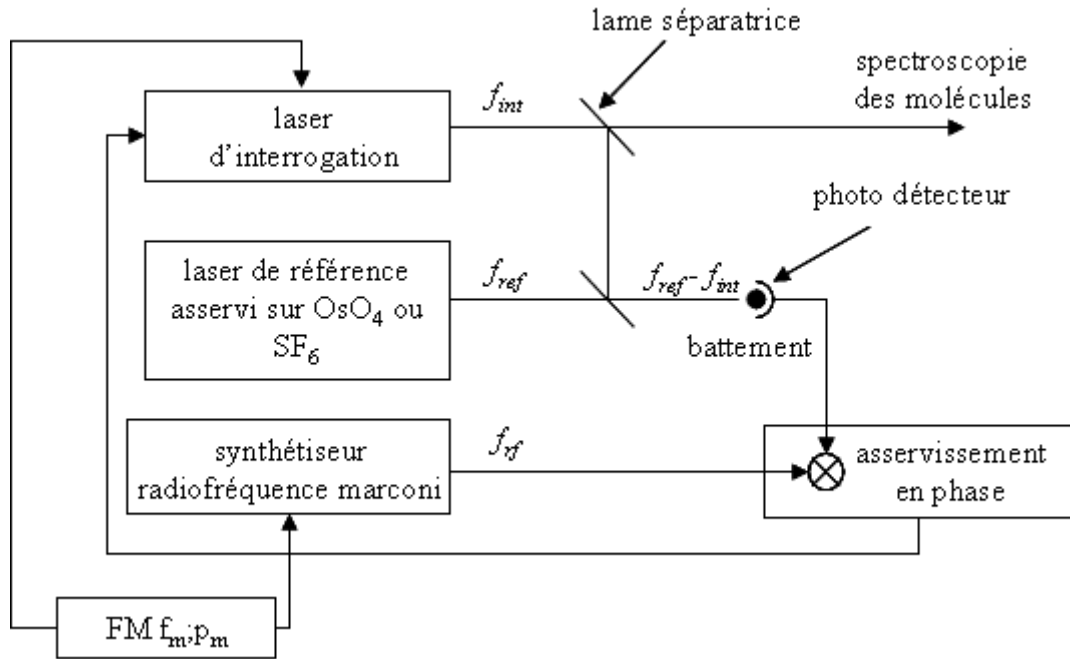 lame séparatrice
spectroscopie
des molécules
laser
d'interrogation
f_int
photo détecteur
laser de référence
asservi sur OsO₄ ou
SF₆
f_ref
f_ref - f_int
battement
synthétiseur
radiofréquence marconi
f_rf
asservissement
en phase
FM f_m;p_m